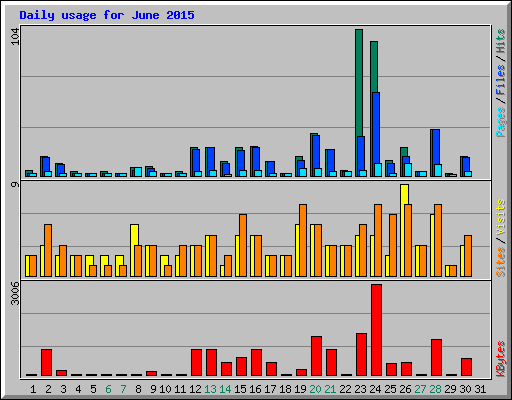 Daily usage for June 2015
104
Pages / Files / Hits
9
Sites / Visits
3006
KBytes
1 2 3 4 5 6 7 8 9 10 11 12 13 14 15 16 17 18 19 20 21 22 23 24 25 26 27 28 29 30 31